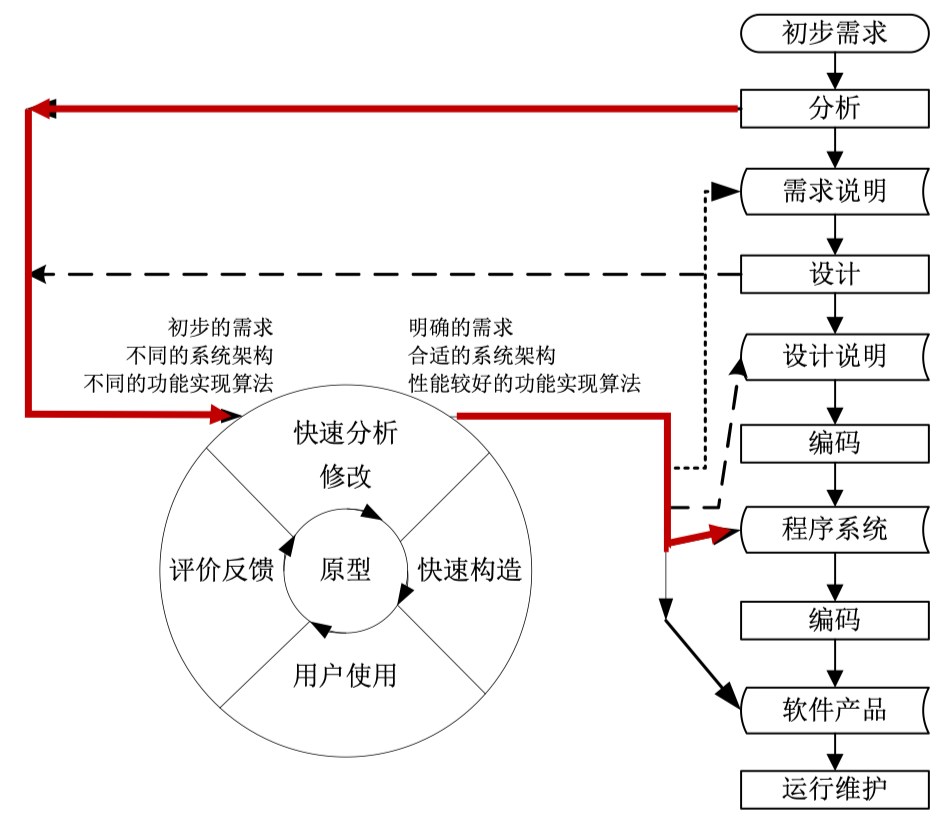 初步需求
分析
需求说明
设计
初步的需求
不同的系统架构
不同的功能实现算法
明确的需求
合适的系统架构
性能较好的功能实现算法
设计说明
快速分析
修改
编码
程序系统
评价反馈
原型
快速构造
编码
用户使用
软件产品
运行维护